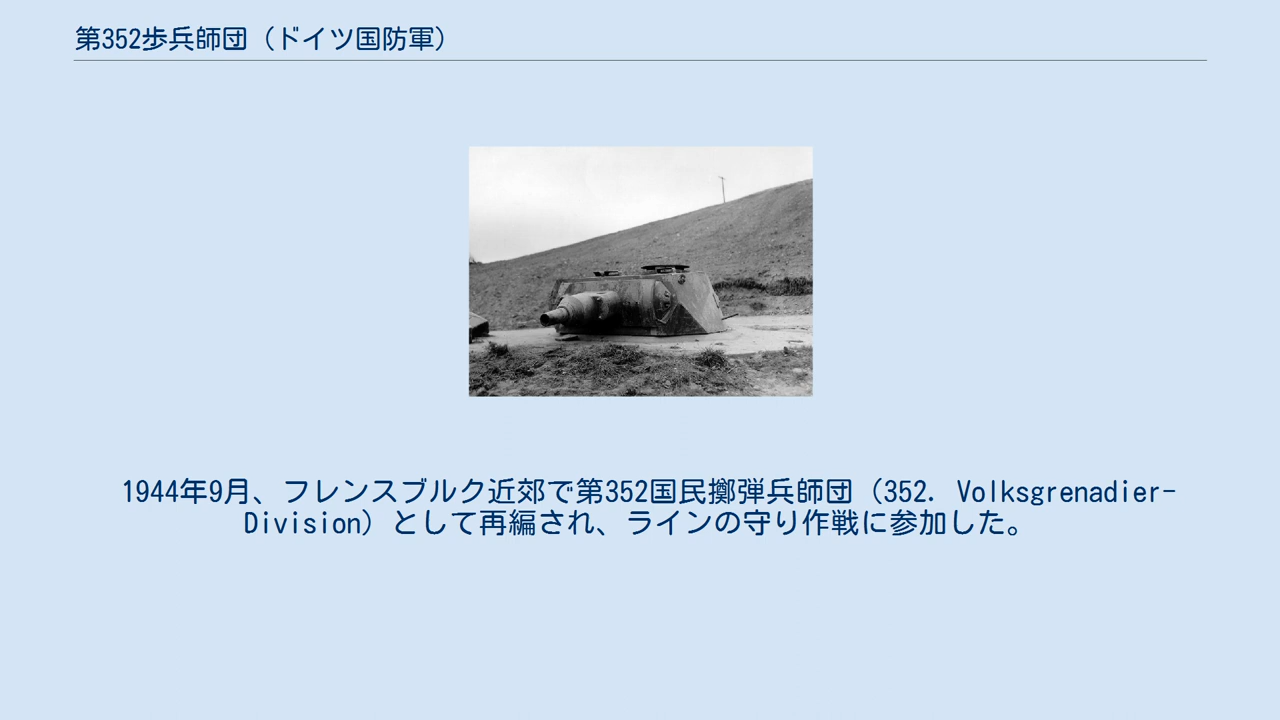 第352歩兵師団（ドイツ国防軍）
1944年9月、フレンスブルク近郊で第352国民擲弾兵師団（352. Volksgrenadier-
Division）として再編され、ラインの守り作戦に参加した。